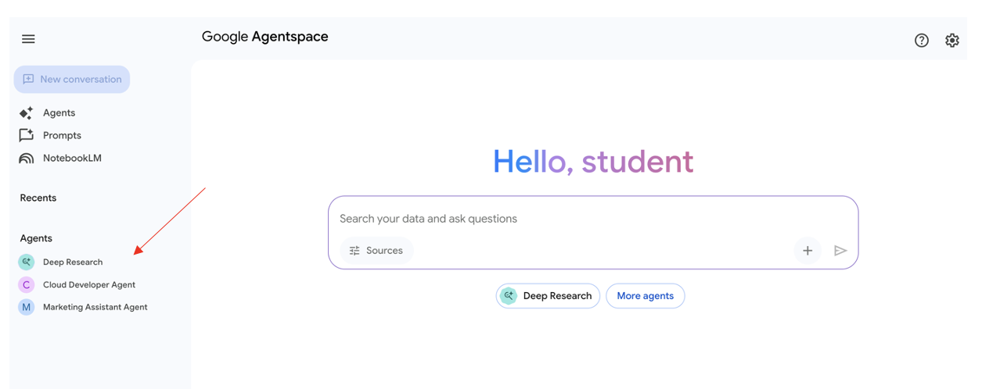 Google Agentspace
New conversation
Agents
Prompts
NotebookLM
Recents
Agents
Deep Research
C Cloud Developer Agent
M Marketing Assistant Agent
Hello, student
Search your data and ask questions
Sources
Deep Research
More agents